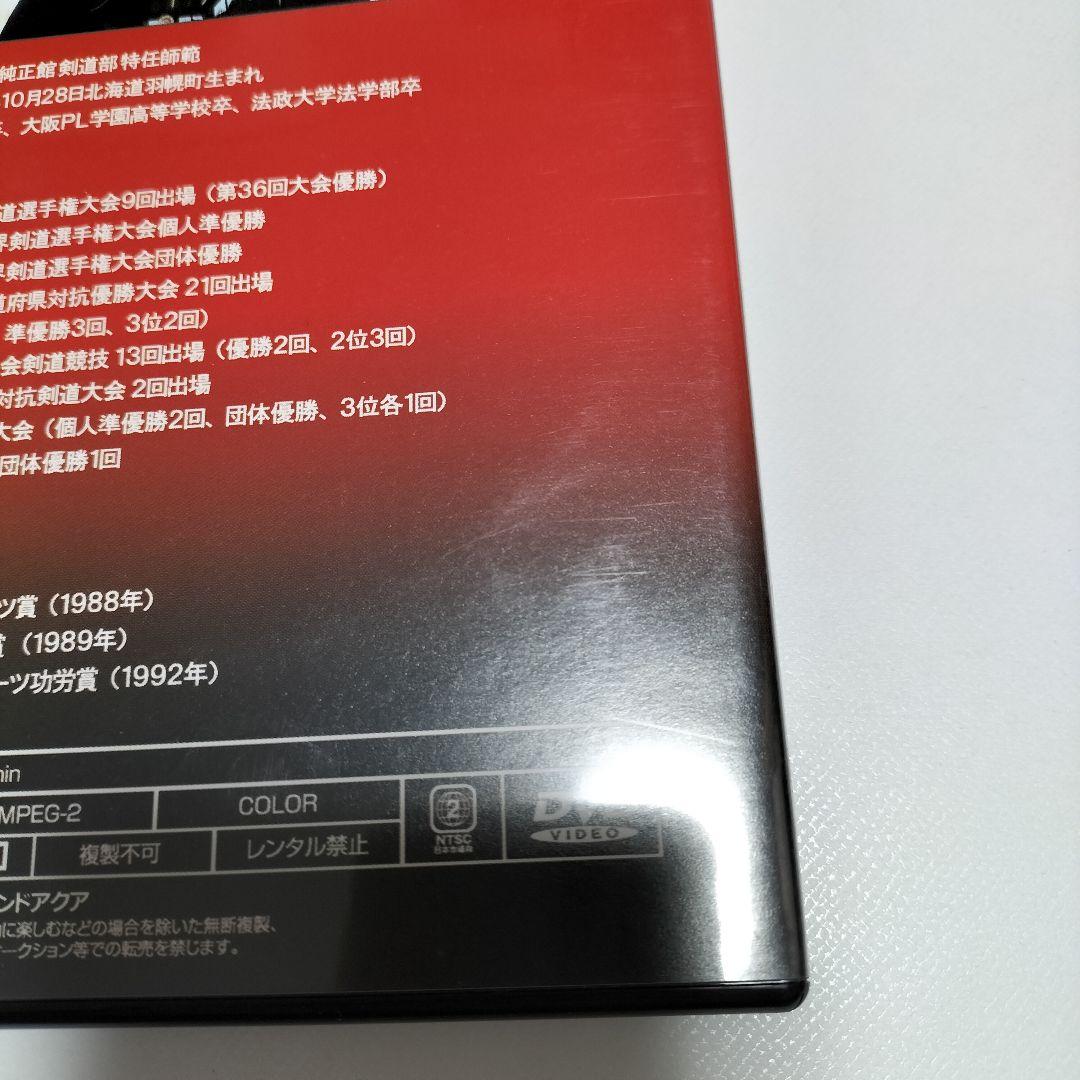 純正館剣道部 特任師範
10月28日北海道羽幌町生まれ
、大阪PL学園高等学校卒、法政大学法学部卒
道選手権大会9回出場（第36回大会優勝）
界剣道選手権大会個人準優勝
界剣道選手権大会団体優勝
道府県対抗優勝大会 21回出場
準優勝3回、3位2回）
会剣道競技 13回出場（優勝2回、2位3回）
対抗剣道大会 2回出場
大会（個人準優勝2回、団体優勝、3位各1回）
団体優勝1回
ツ賞（1988年）
賞（1989年）
ーツ功労賞（1992年）
min
MPEG-2
COLOR
2
NTSC
日本市場向
DVD
VIDEO
複製不可
レンタル禁止
ンドアクア
に楽しむなどの場合を除いた無断複製、
ークション等での転売を禁じます。